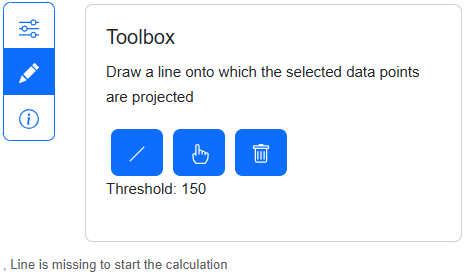 Toolbox
Draw a line onto which the selected data points
are projected
Threshold: 150
, Line is missing to start the calculation